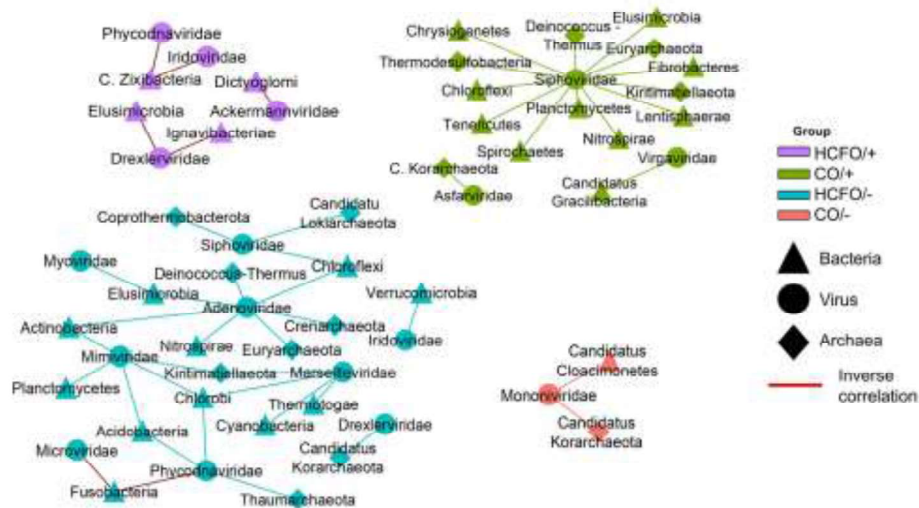 Phycodnaviridae
Iridoviridae
C. Zixibacteria
Dictyoglomi
Elusimicrobia
Ackermannviridae
Ignavibacteriae
Drexlerviridae
Chrysiogenetes
Deinococcus -
Thermus
Elusimicrobia
Euryarchaeota
Thermodesulfobacteria
Siphoviridae
Fibrobacteres
Chloroflexi
Kiritimatiellaeota
Planctomycetes
Lentisphaerae
Tenericutes
Nitrospirae
Spirochaetes
Virgaviridae
C. Korarchaeota
Candidatus
Gracilibacteria
Asfarviridae
Group
HCFO/+
CO/+
HCFO/-
CO/-
Bacteria
Virus
Archaea
Inverse
correlation
Coprothermobacterota
Candidatu
Lokiarchaeota
Siphoviridae
Myoviridae
Deinococcus-Thermus
Chloroflexi
Elusimicrobia
Adenoviridae
Verrucomicrobia
Actinobacteria
Crenarchaeota
Nitrospirae
Euryarchaeota
Iridoviridae
Mimiviridae
Kiritimatiellaeota
Merseilleviridae
Planctomycetes
Chlorobi
Thermotogae
Acidobacteria
Cyanobacteria
Drexlerviridae
Microviridae
Candidatus
Korarchaeota
Phycodnaviridae
Fusobacteria
Thaumarchaeota
Candidatus
Cloacimonetes
Mononiviridae
Candidatus
Korarchaeota